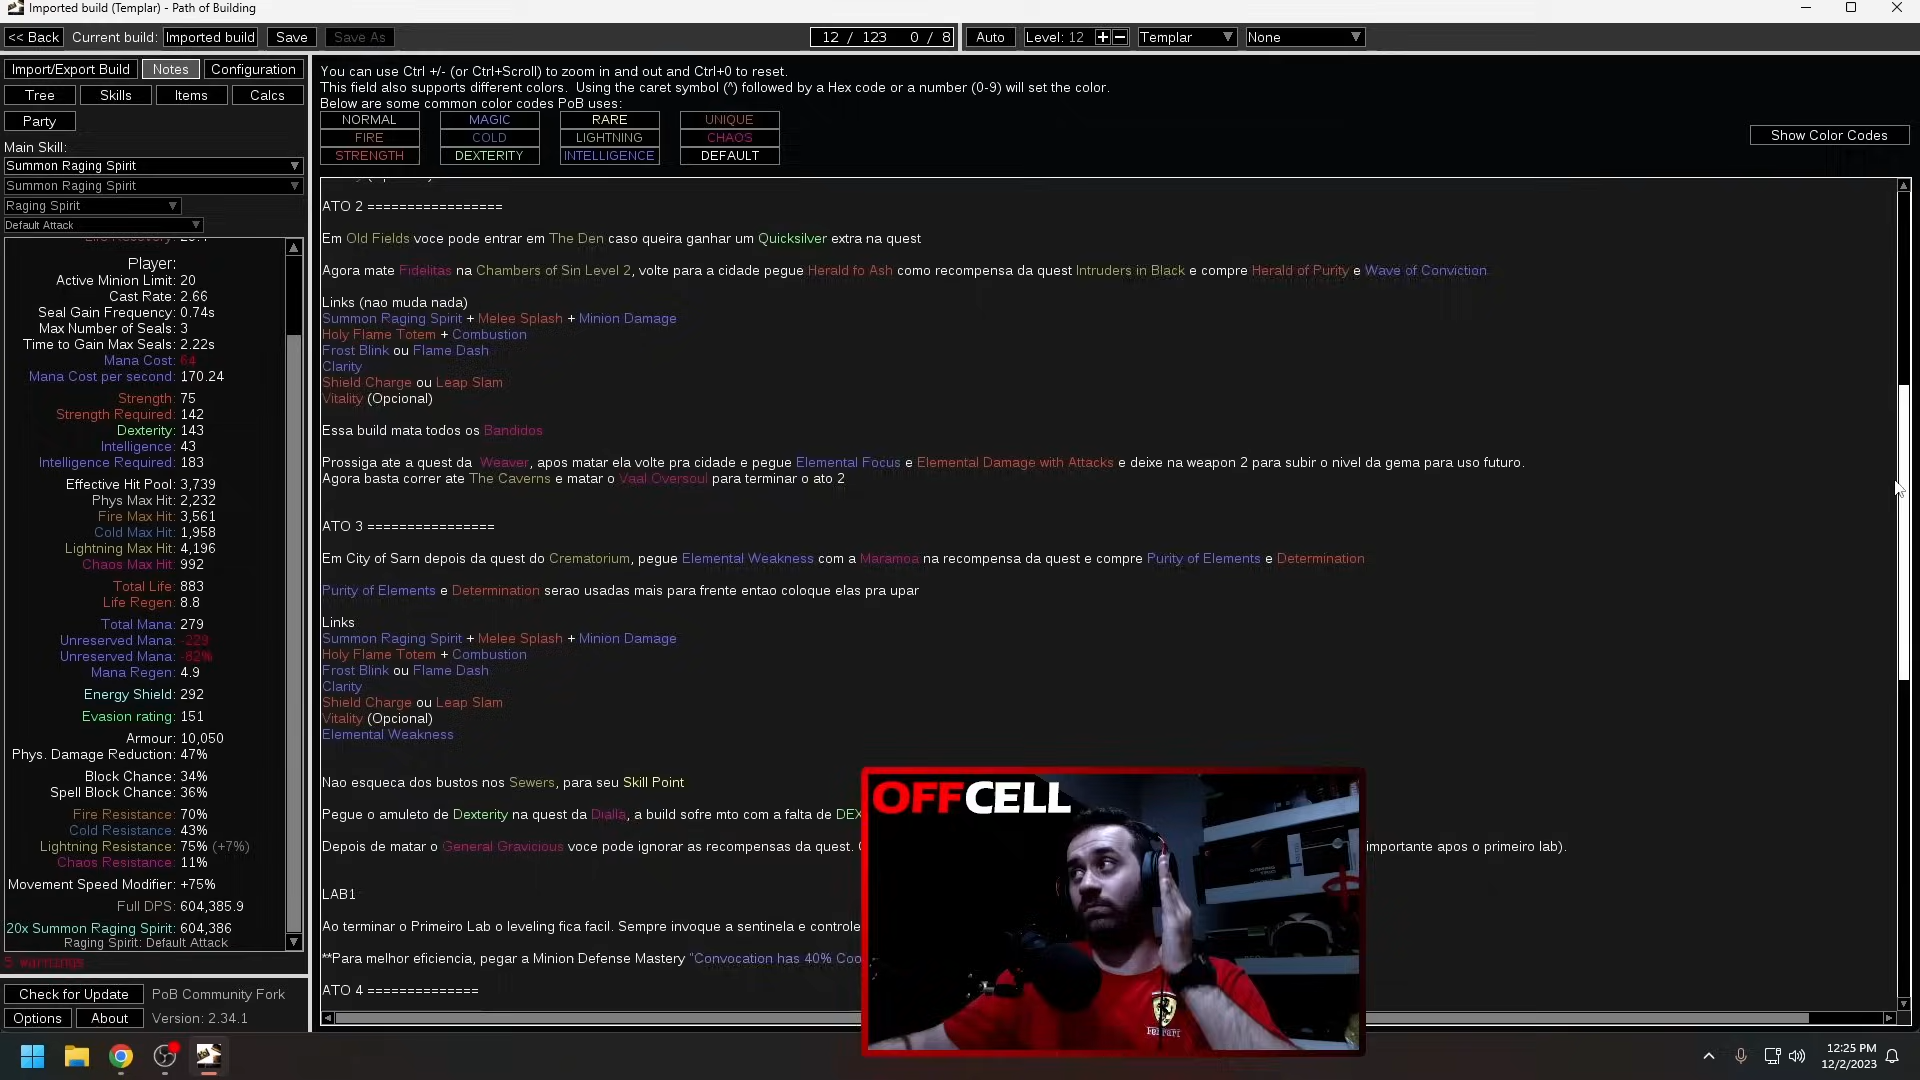 Imported build (Templar) - Path of Building
<< Back Current build: Imported build Save Save As 12 / 123 0 / 8 Auto Level: 12 + - Templar None
Import/Export Build Notes Configuration
Tree Skills Items Calcs
Party
Main Skill:
Summon Raging Spirit
Summon Raging Spirit
Raging Spirit
Default Attack
Player:
Active Minion Limit: 20
Cast Rate: 2.66
Seal Gain Frequency: 0.74s
Max Number of Seals: 3
Time to Gain Max Seals: 2.22s
Mana Cost: 64
Mana Cost per second: 170.24
Strength: 75
Strength Required: 142
Dexterity: 143
Intelligence: 43
Intelligence Required: 183
Effective Hit Pool: 3,739
Phys Max Hit: 2,232
Fire Max Hit: 3,561
Cold Max Hit: 1,958
Lightning Max Hit: 4,196
Chaos Max Hit: 992
Total Life: 883
Life Regen: 8.8
Total Mana: 279
Unreserved Mana: -229
Unreserved Mana: -82%
Mana Regen: 4.9
Energy Shield: 292
Evasion rating: 151
Armour: 10,050
Phys. Damage Reduction: 47%
Block Chance: 34%
Spell Block Chance: 36%
Fire Resistance: 70%
Cold Resistance: 43%
Lightning Resistance: 75% (+7%)
Chaos Resistance: 11%
Movement Speed Modifier: +75%
Full DPS: 604,385.9
20x Summon Raging Spirit: 604,386
Raging Spirit: Default Attack
5 warnings
Check for Update PoB Community Fork
Options About Version: 2.34.1
You can use Ctrl +/- (or Ctrl+Scroll) to zoom in and out and Ctrl+0 to reset.
This field also supports different colors. Using the caret symbol (^) followed by a Hex code or a number (0-9) will set the color.
Below are some common color codes PoB uses:
NORMAL MAGIC RARE UNIQUE
FIRE COLD LIGHTNING CHAOS
STRENGTH DEXTERITY INTELLIGENCE DEFAULT
Show Color Codes
ATO 2 =================
Em Old Fields voce pode entrar em The Den caso queira ganhar um Quicksilver extra na quest
Agora mate Fidelitas na Chambers of Sin Level 2, volte para a cidade pegue Herald fo Ash como recompensa da quest Intruders in Black e compre Herald of Purity e Wave of Conviction.
Links (nao muda nada)
Summon Raging Spirit + Melee Splash + Minion Damage
Holy Flame Totem + Combustion
Frost Blink ou Flame Dash
Clarity
Shield Charge ou Leap Slam
Vitality (Opcional)
Essa build mata todos os Bandidos
Prossiga ate a quest da Weaver, apos matar ela volte pra cidade e pegue Elemental Focus e Elemental Damage with Attacks e deixe na weapon 2 para subir o nivel da gema para uso futuro.
Agora basta correr ate The Caverns e matar o Vaal Oversoul para terminar o ato 2
ATO 3 ================
Em City of Sarn depois da quest do Crematorium, pegue Elemental Weakness com a Maramoa na recompensa da quest e compre Purity of Elements e Determination
Purity of Elements e Determination serao usadas mais para frente entao coloque elas pra upar
Links
Summon Raging Spirit + Melee Splash + Minion Damage
Holy Flame Totem + Combustion
Frost Blink ou Flame Dash
Clarity
Shield Charge ou Leap Slam
Vitality (Opcional)
Elemental Weakness
Nao esqueca dos bustos nos Sewers, para seu Skill Point
Pegue o amuleto de Dexterity na quest da Dialla, a build sofre mto com a falta de DEX
Depois de matar o General Gravicious voce pode ignorar as recompensas da quest. importante apos o primeiro lab).
LAB1
Ao terminar o Primeiro Lab o leveling fica facil. Sempre invoque a sentinela e controle
**Para melhor eficiencia, pegar a Minion Defense Mastery "Convocation has 40% Coo
ATO 4 ==============
OFFCELL
Ferrari
12:25 PM
12/2/2023